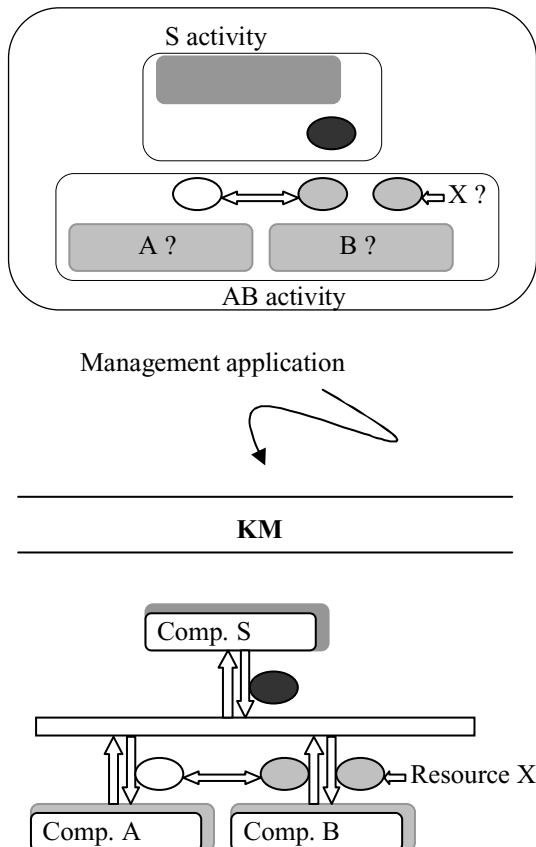 S activity
X ?
A ? B ?
AB activity
Management application
KM
Comp. S
Resource X
Comp. A Comp. B